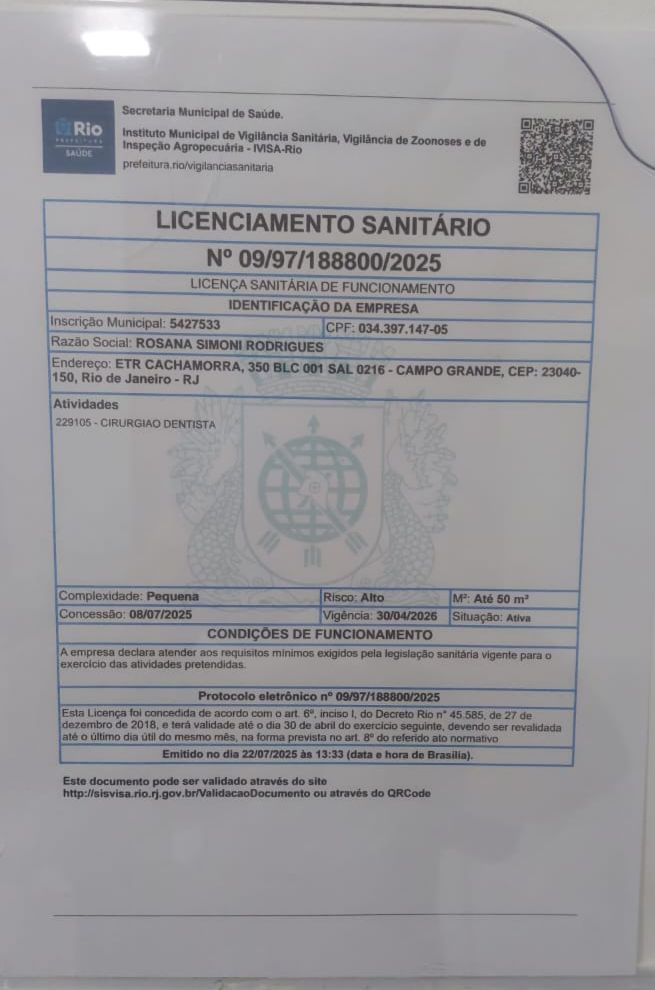 Rio
PREFEITURA
SAÚDE
Secretaria Municipal de Saúde.
Instituto Municipal de Vigilância Sanitária, Vigilância de Zoonoses e de
Inspeção Agropecuária - IVISA-Rio
prefeitura.rio/vigilanciasanitaria
LICENCIAMENTO SANITÁRIO
Nº 09/97/188800/2025
LICENÇA SANITÁRIA DE FUNCIONAMENTO
IDENTIFICAÇÃO DA EMPRESA
Inscrição Municipal: 5427533 CPF: 034.397.147-05
Razão Social: ROSANA SIMONI RODRIGUES
Endereço: ETR CACHAMORRA, 350 BLC 001 SAL 0216 - CAMPO GRANDE, CEP: 23040-
150, Rio de Janeiro - RJ
Atividades
229105 - CIRURGIAO DENTISTA
Complexidade: Pequena Risco: Alto M²: Até 50 m²
Concessão: 08/07/2025 Vigência: 30/04/2026 Situação: Ativa
CONDIÇÕES DE FUNCIONAMENTO
A empresa declara atender aos requisitos mínimos exigidos pela legislação sanitária vigente para o
exercício das atividades pretendidas.
Protocolo eletrônico nº 09/97/188800/2025
Esta Licença foi concedida de acordo com o art. 6º, inciso I, do Decreto Rio n° 45.585, de 27 de
dezembro de 2018, e terá validade até o dia 30 de abril do exercício seguinte, devendo ser revalidada
até o último dia útil do mesmo mês, na forma prevista no art. 8º do referido ato normativo
Emitido no dia 22/07/2025 às 13:33 (data e hora de Brasília).
Este documento pode ser validado através do site
http://sisvisa.rio.rj.gov.br/ValidacaoDocumento ou através do QRCode